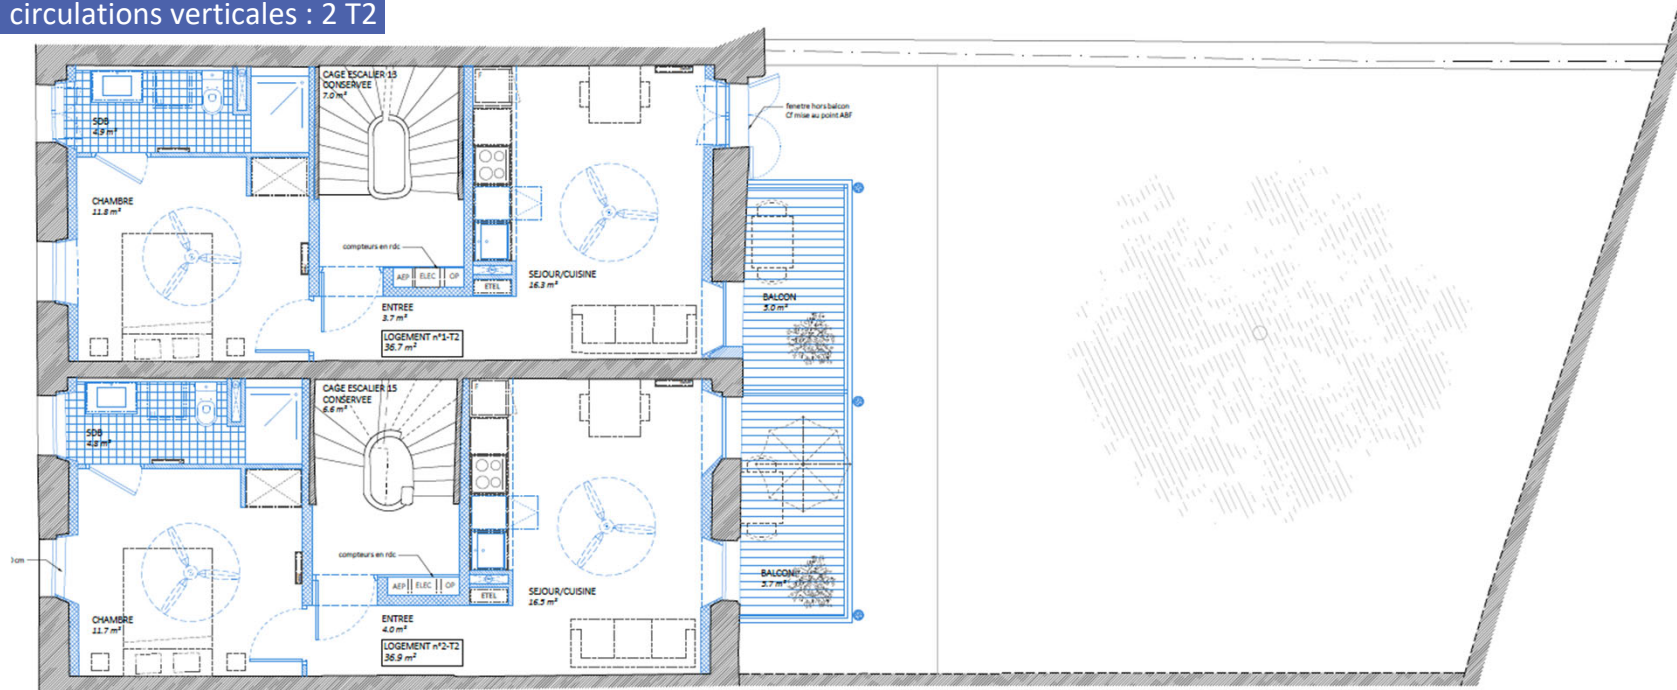 circulations verticales : 2 T2
CAGE ESCALIER 13
CONSERVEE
7.0 m²
F
fenetre hors balcon
Cf mise au point ABF
SDB
4.9 m²
CHAMBRE
11.8 m²
compteurs en rdc
AEP ELEC OP
ETEL
SEJOUR/CUISINE
16.3 m²
BALCON
5.0 m²
ENTREE
3.7 m²
LOGEMENT n°1-T2
36.7 m²
CAGE ESCALIER 15
CONSERVEE
6.6 m²
F
SDB
4.8 m²
compteurs en rdc
AEP ELEC OP
ETEL
SEJOUR/CUISINE
16.5 m²
BALCON
5.7 m²
CHAMBRE
11.7 m²
ENTREE
4.0 m²
LOGEMENT n°2-T2
36.9 m²